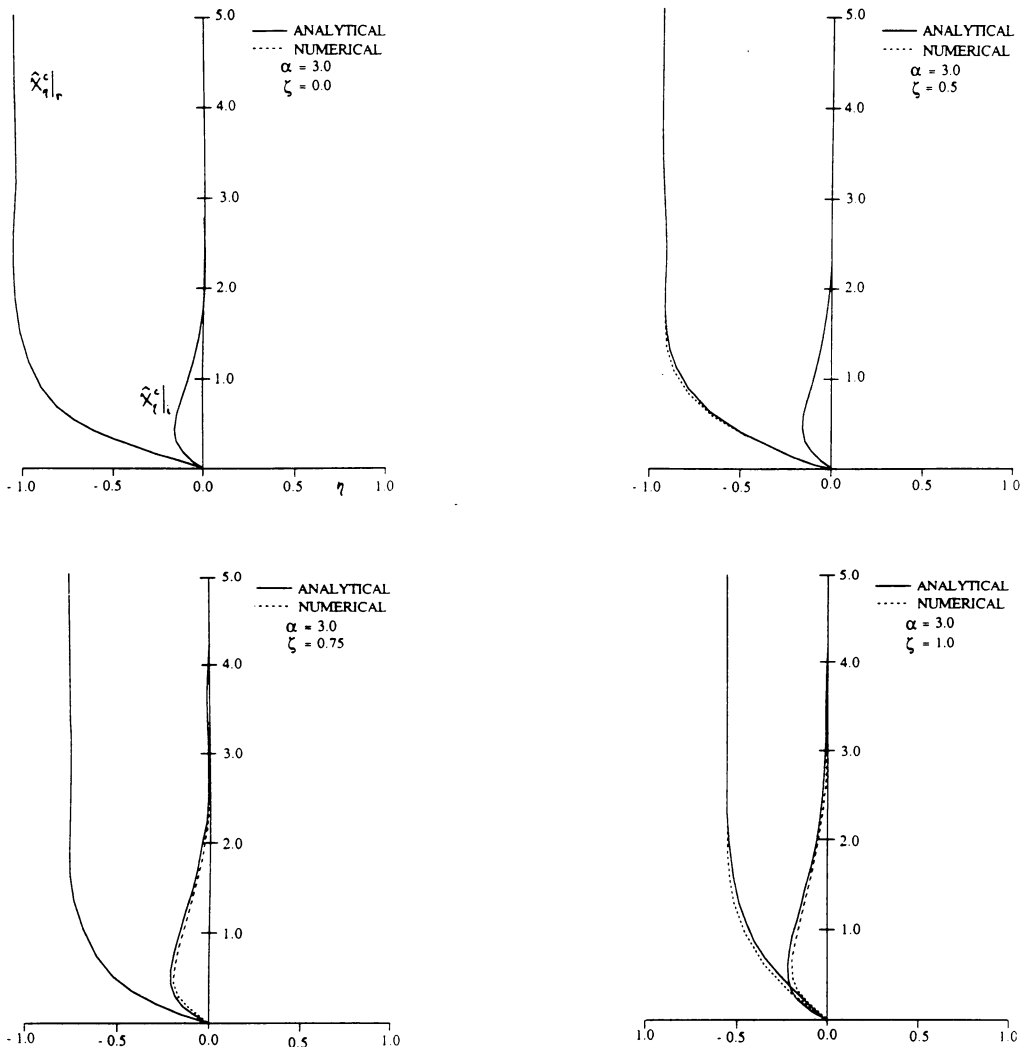 5.0
ANALYTICAL
NUMERICAL
α = 3.0
ζ = 0.0
4.0
3.0
2.0
1.0
-1.0 -0.5 0.0 0.5 η 1.0
5.0
ANALYTICAL
NUMERICAL
α = 3.0
ζ = 0.5
4.0
3.0
2.0
1.0
-1.0 -0.5 0.0 0.5 1.0
5.0
ANALYTICAL
NUMERICAL
α = 3.0
ζ = 0.75
4.0
3.0
2.0
1.0
-1.0 -0.5 0.0 0.5 1.0
5.0
ANALYTICAL
NUMERICAL
α = 3.0
ζ = 1.0
4.0
3.0
2.0
1.0
1.0 -0.5 0.0 0.5 1.0